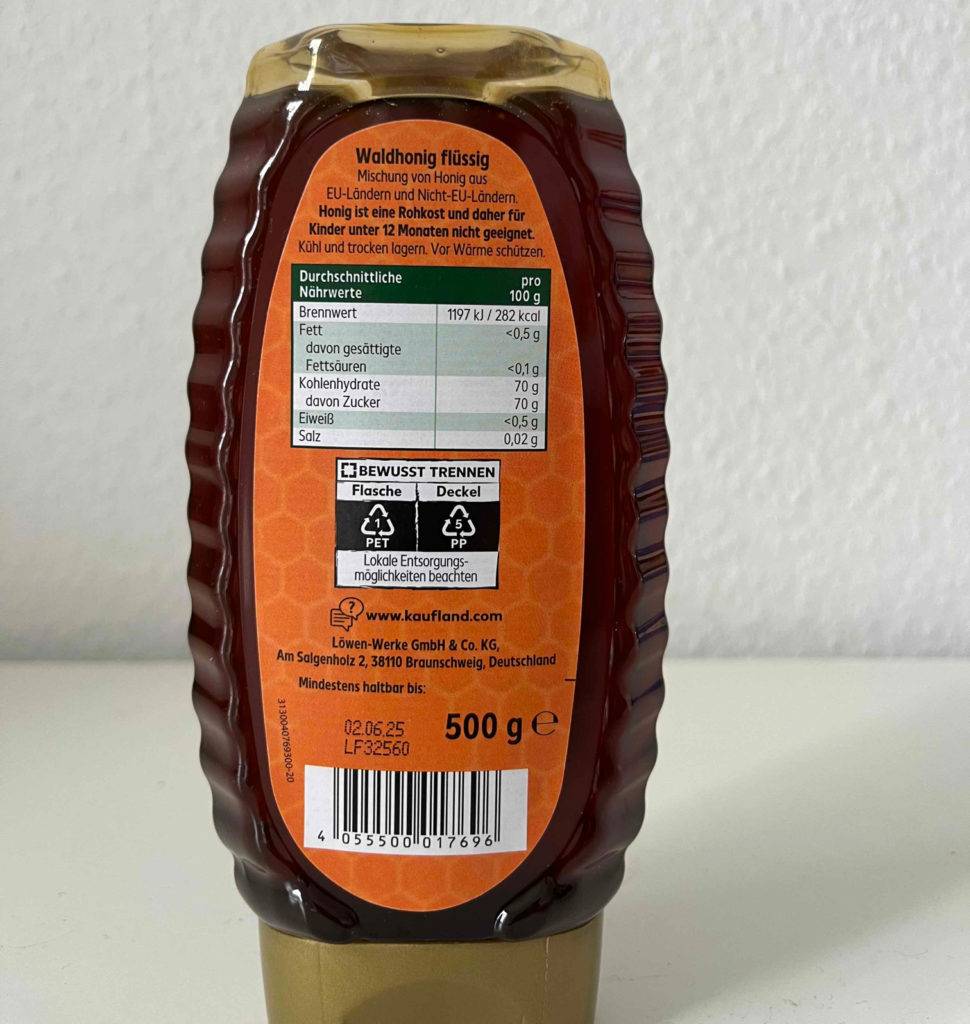 Waldhonig flüssig
Mischung von Honig aus
EU-Ländern und Nicht-EU-Ländern.
Honig ist eine Rohkost und daher für
Kinder unter 12 Monaten nicht geeignet.
Kühl und trocken lagern. Vor Wärme schützen.
Durchschnittliche Nährwerte pro 100 g
Brennwert 1197 kJ / 282 kcal
Fett <0,5 g
davon gesättigte
Fettsäuren <0,1 g
Kohlenhydrate 70 g
davon Zucker 70 g
Eiweiß <0,5 g
Salz 0,02 g
BEWUSST TRENNEN
Flasche Deckel
1 5
PET PP
Lokale Entsorgungs-
möglichkeiten beachten
?
www.kaufland.com
Löwen-Werke GmbH & Co. KG,
Am Salgenholz 2, 38110 Braunschweig, Deutschland
Mindestens haltbar bis:
02.06.25
LF32560
500 g ℮
3130040769300-20
4 055500 017696